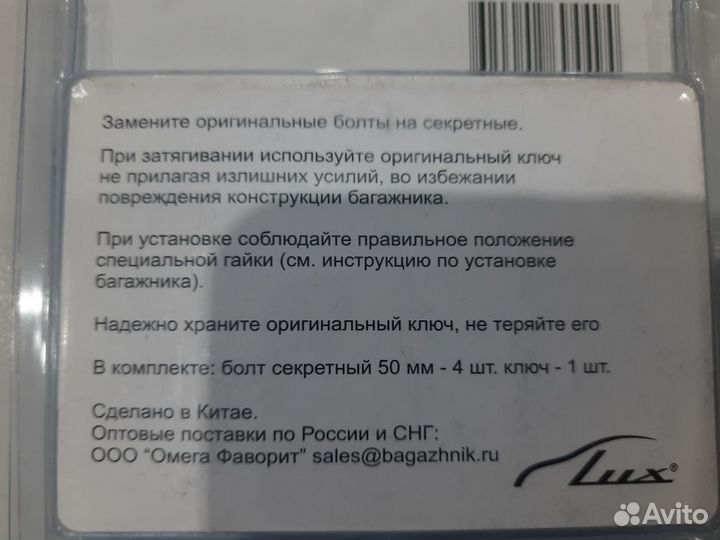 Замените оригинальные болты на секретные.
При затягивании используйте оригинальный ключ
не прилагая излишних усилий, во избежании
повреждения конструкции багажника.
При установке соблюдайте правильное положение
специальной гайки (см. инструкцию по установке
багажника).
Надежно храните оригинальный ключ, не теряйте его
В комплекте: болт секретный 50 мм - 4 шт. ключ - 1 шт.
Сделано в Китае.
Оптовые поставки по России и СНГ:
ООО "Омега Фаворит" sales@bagazhnik.ru
Lux®
Avito